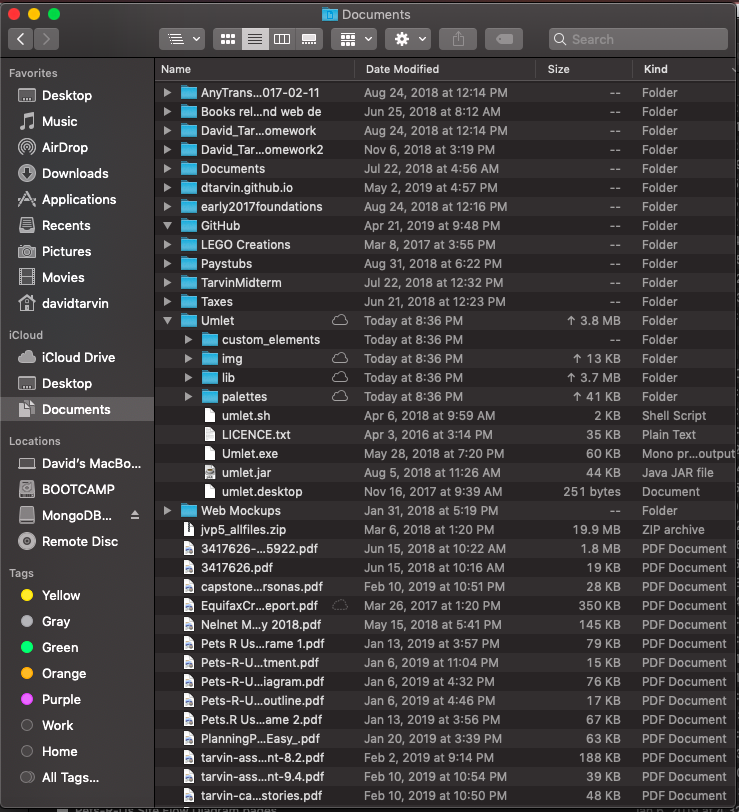 Documents
Search
Favorites
Desktop
Music
AirDrop
Downloads
Applications
Recents
Pictures
Movies
davidtarvin
iCloud
iCloud Drive
Desktop
Documents
Locations
David's MacBo...
BOOTCAMP
MongoDB...
Remote Disc
Tags
Yellow
Gray
Green
Orange
Purple
Work
Home
All Tags...
Name Date Modified Size Kind
AnyTrans...017-02-11 Aug 24, 2018 at 12:14 PM -- Folder
Books rel...nd web de Jun 25, 2018 at 8:12 AM -- Folder
David_Tar...omework Aug 24, 2018 at 12:14 PM -- Folder
David_Tar...omework2 Nov 6, 2018 at 3:19 PM -- Folder
Documents Jul 22, 2018 at 4:56 AM -- Folder
dtarvin.github.io May 2, 2019 at 4:57 PM -- Folder
early2017foundations Aug 24, 2018 at 12:16 PM -- Folder
GitHub Apr 21, 2019 at 9:48 PM -- Folder
LEGO Creations Mar 8, 2017 at 3:55 PM -- Folder
Paystubs Aug 31, 2018 at 6:22 PM -- Folder
TarvinMidterm Jul 22, 2018 at 12:32 PM -- Folder
Taxes Jun 21, 2018 at 12:23 PM -- Folder
Umlet Today at 8:36 PM ↑ 3.8 MB Folder
custom_elements Today at 8:36 PM -- Folder
img Today at 8:36 PM ↑ 13 KB Folder
lib Today at 8:36 PM ↑ 3.7 MB Folder
palettes Today at 8:36 PM ↑ 41 KB Folder
umlet.sh Apr 6, 2018 at 9:59 AM 2 KB Shell Script
LICENCE.txt Apr 3, 2016 at 3:14 PM 35 KB Plain Text
Umlet.exe May 28, 2018 at 7:20 PM 60 KB Mono pr...output
umlet.jar Aug 5, 2018 at 11:26 AM 44 KB Java JAR file
umlet.desktop Nov 16, 2017 at 9:39 AM 251 bytes Document
Web Mockups Jan 31, 2018 at 5:19 PM -- Folder
jvp5_allfiles.zip Mar 6, 2018 at 1:20 PM 19.9 MB ZIP archive
3417626-...5922.pdf Jun 15, 2018 at 10:22 AM 1.8 MB PDF Document
3417626.pdf Jun 15, 2018 at 10:16 AM 19 KB PDF Document
capstone...rsonas.pdf Feb 10, 2019 at 10:51 PM 28 KB PDF Document
EquifaxCr...eport.pdf Mar 26, 2017 at 1:20 PM 350 KB PDF Document
Nelnet M...y 2018.pdf May 15, 2018 at 5:41 PM 145 KB PDF Document
Pets R Us...rame 1.pdf Jan 13, 2019 at 3:57 PM 79 KB PDF Document
Pets-R-U...tment.pdf Jan 6, 2019 at 11:04 PM 15 KB PDF Document
Pets-R-U...iagram.pdf Jan 6, 2019 at 4:32 PM 76 KB PDF Document
Pets-R-U...outline.pdf Jan 6, 2019 at 4:46 PM 17 KB PDF Document
Pets.R Us...ame 2.pdf Jan 13, 2019 at 3:56 PM 67 KB PDF Document
PlanningP...Easy_.pdf Jan 20, 2019 at 3:39 PM 63 KB PDF Document
tarvin-ass...nt-8.2.pdf Feb 2, 2019 at 9:14 PM 188 KB PDF Document
tarvin-ass...nt-9.4.pdf Feb 10, 2019 at 10:54 PM 39 KB PDF Document
tarvin-ca...stories.pdf Feb 10, 2019 at 10:50 PM 48 KB PDF Document